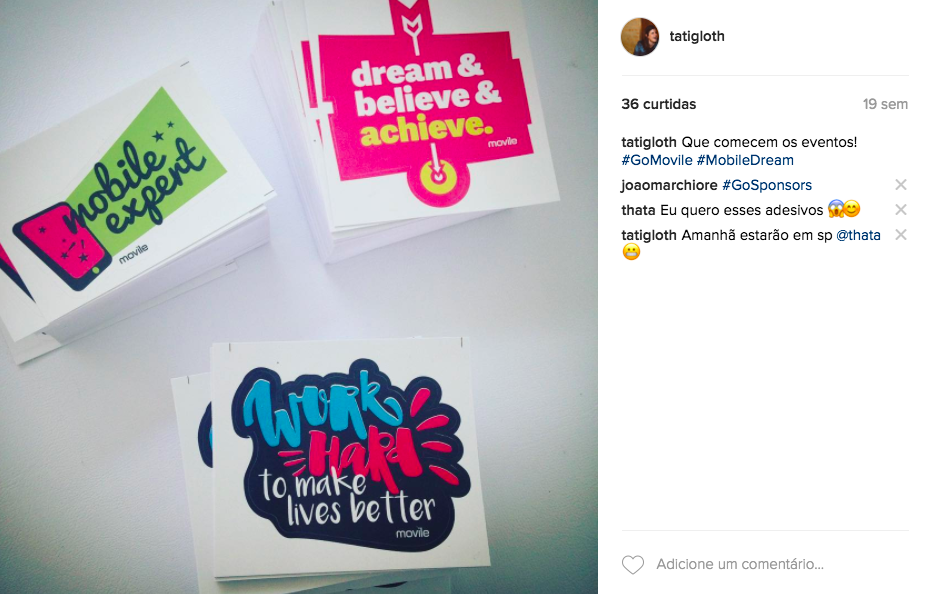 dream &
believe &
achieve.
movile
mobile
expert
movile
Work
Hard
to make
lives better
movile
tatigloth
36 curtidas
19 sem
tatigloth Que comecem os eventos!
#GoMovile #MobileDream
joaomarchiore #GoSponsors
thata Eu quero esses adesivos 😱😊
tatigloth Amanhã estarão em sp @thata
😬
Adicione um comentário...